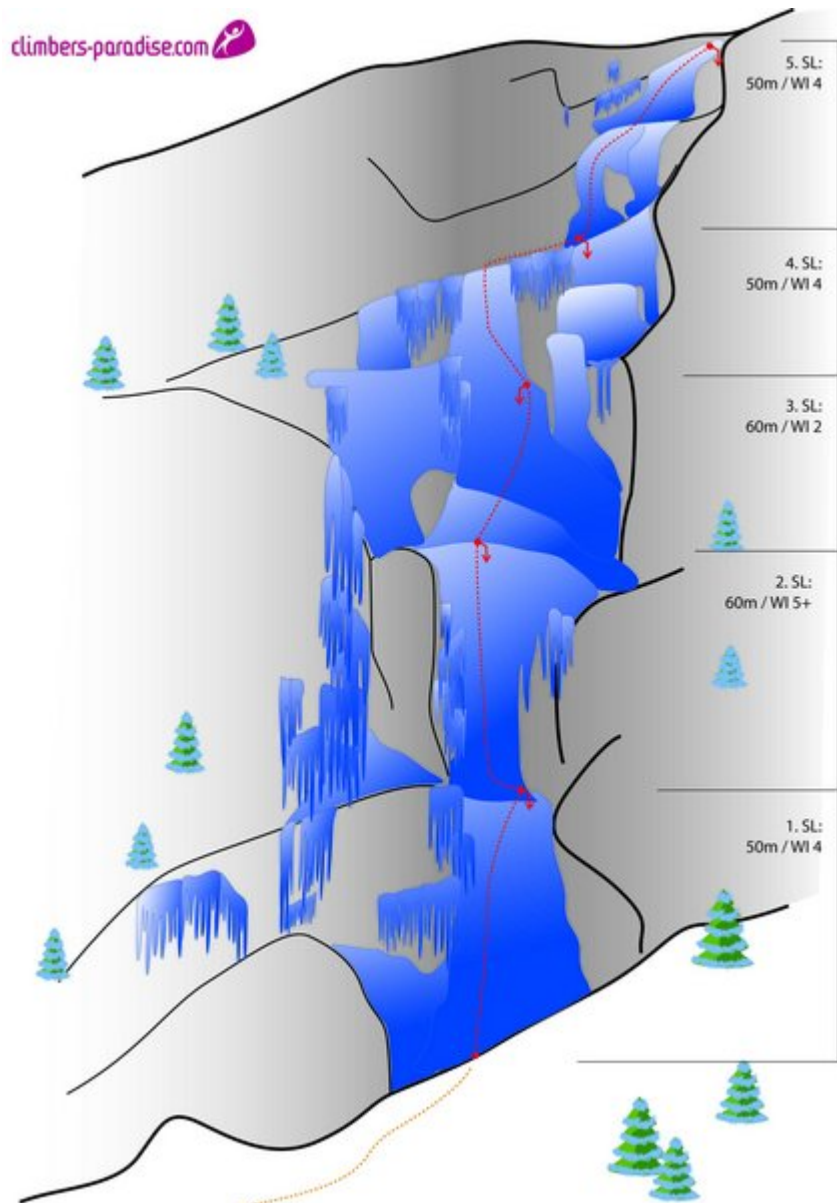 climbers-paradise.com
5. SL:
50m / WI 4
4. SL:
50m / WI 4
3. SL:
60m / WI 2
2. SL:
60m / WI 5+
1. SL:
50m / WI 4